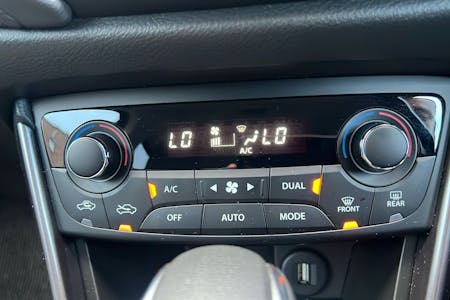 LO LO
A/C
A/C DUAL
OFF AUTO MODE FRONT REAR